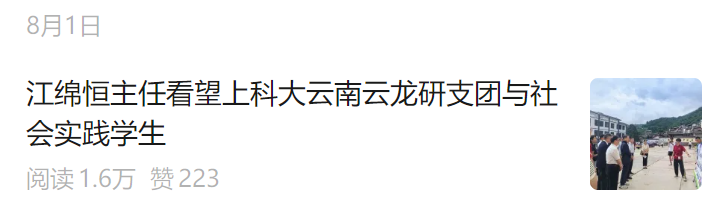 8月1日
江绵恒主任看望上科大云南云龙研支团与社
会实践学生
阅读 1.6万 赞 223